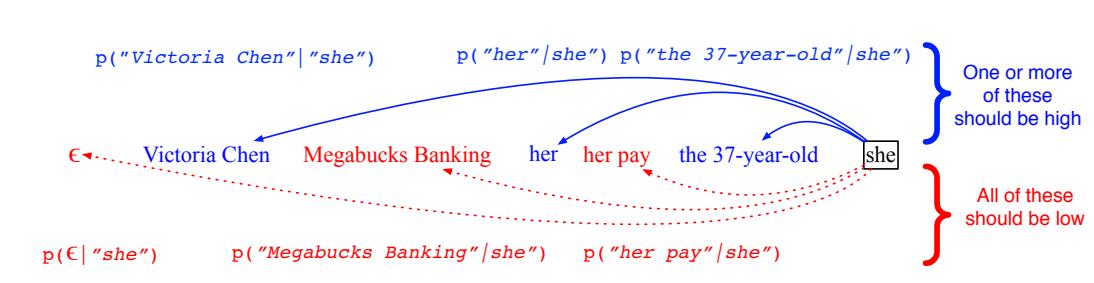 p("Victoria Chen"|"she") p("her"|she") p("the 37-year-old"|she")
One or more
of these
should be high
ϵ Victoria Chen Megabucks Banking her her pay the 37-year-old she
All of these
should be low
p(ϵ|"she") p("Megabucks Banking"|she") p("her pay"|she")